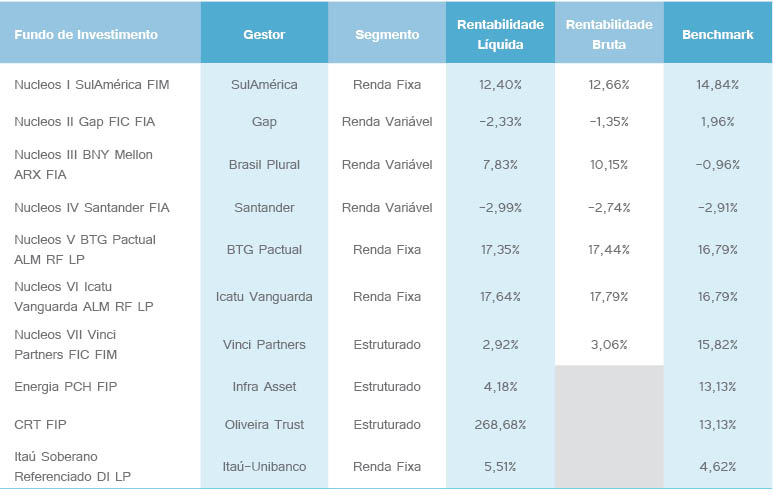 Fundo de Investimento Gestor Segmento Rentabilidade Líquida Rentabilidade Bruta Benchmark
Nucleos I SulAmérica FIM SulAmérica Renda Fixa 12,40% 12,66% 14,84%
Nucleos II Gap FIC FIA Gap Renda Variável -2,33% -1,35% 1,96%
Nucleos III BNY Mellon
ARX FIA Brasil Plural Renda Variável 7,83% 10,15% -0,96%
Nucleos IV Santander FIA Santander Renda Variável -2,99% -2,74% -2,91%
Nucleos V BTG Pactual
ALM RF LP BTG Pactual Renda Fixa 17,35% 17,44% 16,79%
Nucleos VI Icatu
Vanguarda ALM RF LP Icatu Vanguarda Renda Fixa 17,64% 17,79% 16,79%
Nucleos VII Vinci
Partners FIC FIM Vinci Partners Estruturado 2,92% 3,06% 15,82%
Energia PCH FIP Infra Asset Estruturado 4,18% 13,13%
CRT FIP Oliveira Trust Estruturado 268,68% 13,13%
Itaú Soberano
Referenciado DI LP Itaú-Unibanco Renda Fixa 5,51% 4,62%